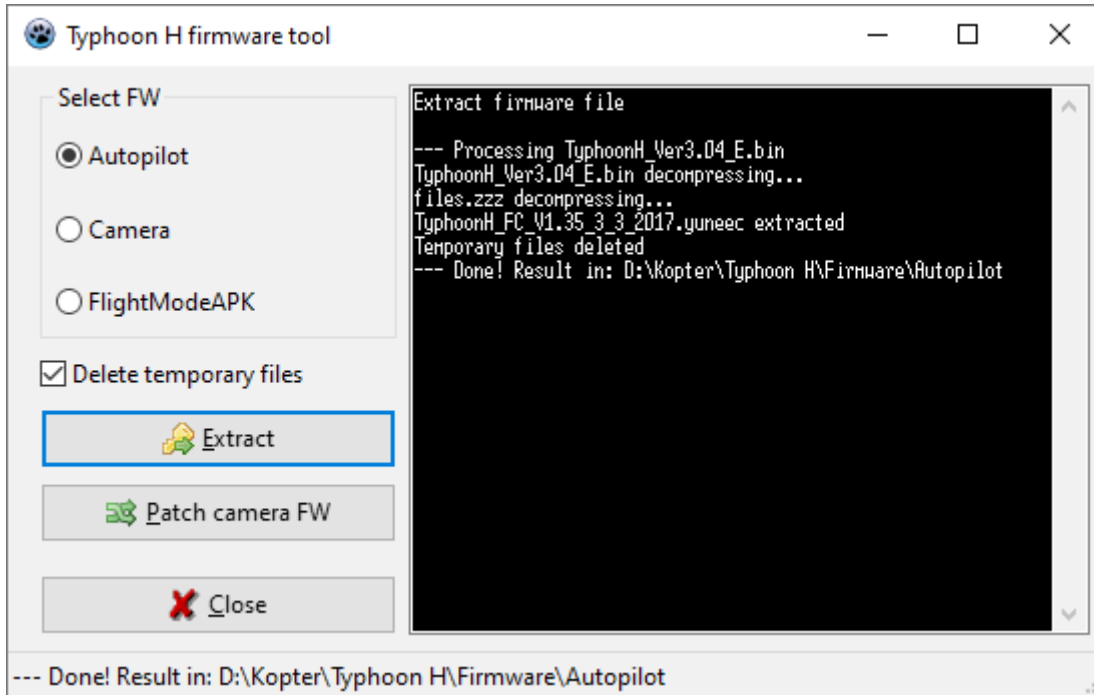 Typhoon H firmware tool
Select FW
Autopilot
Camera
FlightModeAPK
Delete temporary files
Extract
Patch camera FW
Close
Extract firmware file
--- Processing TyphoonH_Ver3.04_E.bin
TyphoonH_Ver3.04_E.bin decompressing...
files.zzz decompressing...
TyphoonH_FC_V1.35_3_3_2017.yuneec extracted
Temporary files deleted
--- Done! Result in: D:\Kopter\Typhoon H\Firmware\Autopilot
--- Done! Result in: D:\Kopter\Typhoon H\Firmware\Autopilot